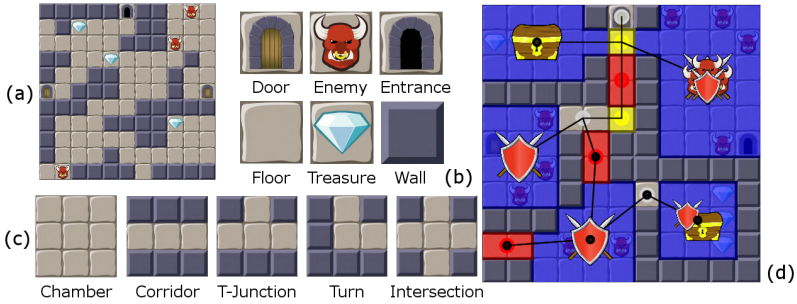 (a)
Door Enemy Entrance
Floor Treasure Wall
(b)
(c)
Chamber Corridor T-Junction Turn Intersection
(d)